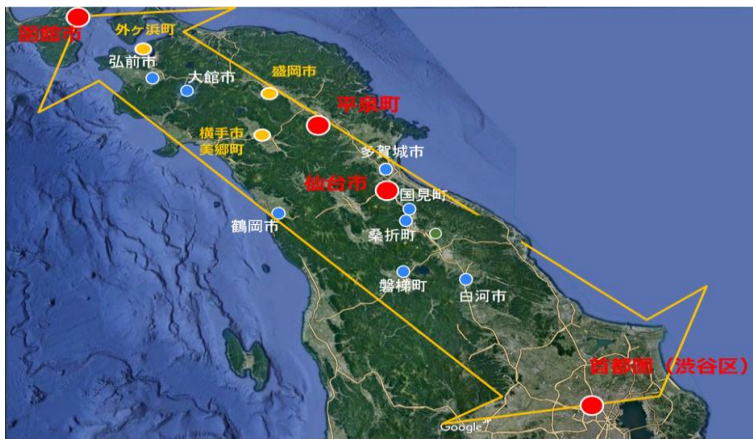 函館市
外ヶ浜町
弘前市
大館市
盛岡市
平泉町
横手市
美郷町
多賀城市
仙台市
国見町
鶴岡市
桑折町
磐梯町
白河市
首都圏（渋谷区）
Google